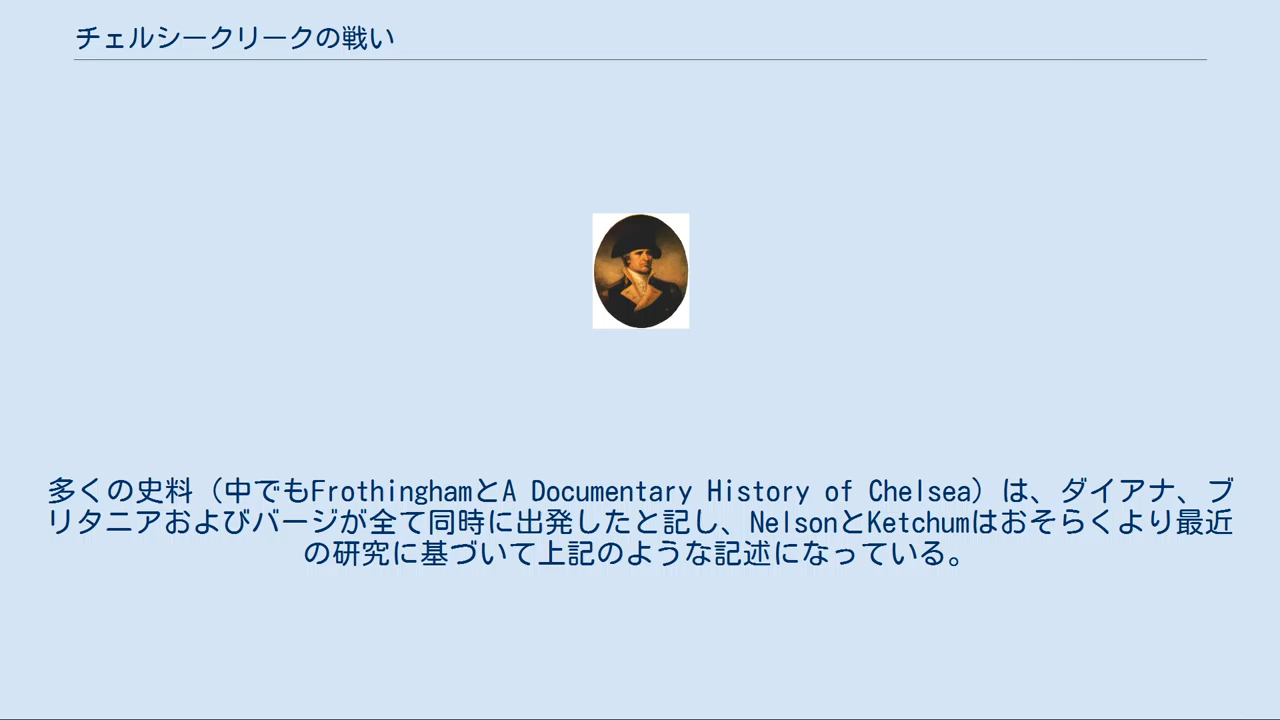 チェルシークリークの戦い
多くの史料（中でもFrothinghamとA Documentary History of Chelsea）は、ダイアナ、ブ
リタニアおよびバージが全て同時に出発したと記し、NelsonとKetchumはおそらくより最近
の研究に基づいて上記のような記述になっている。